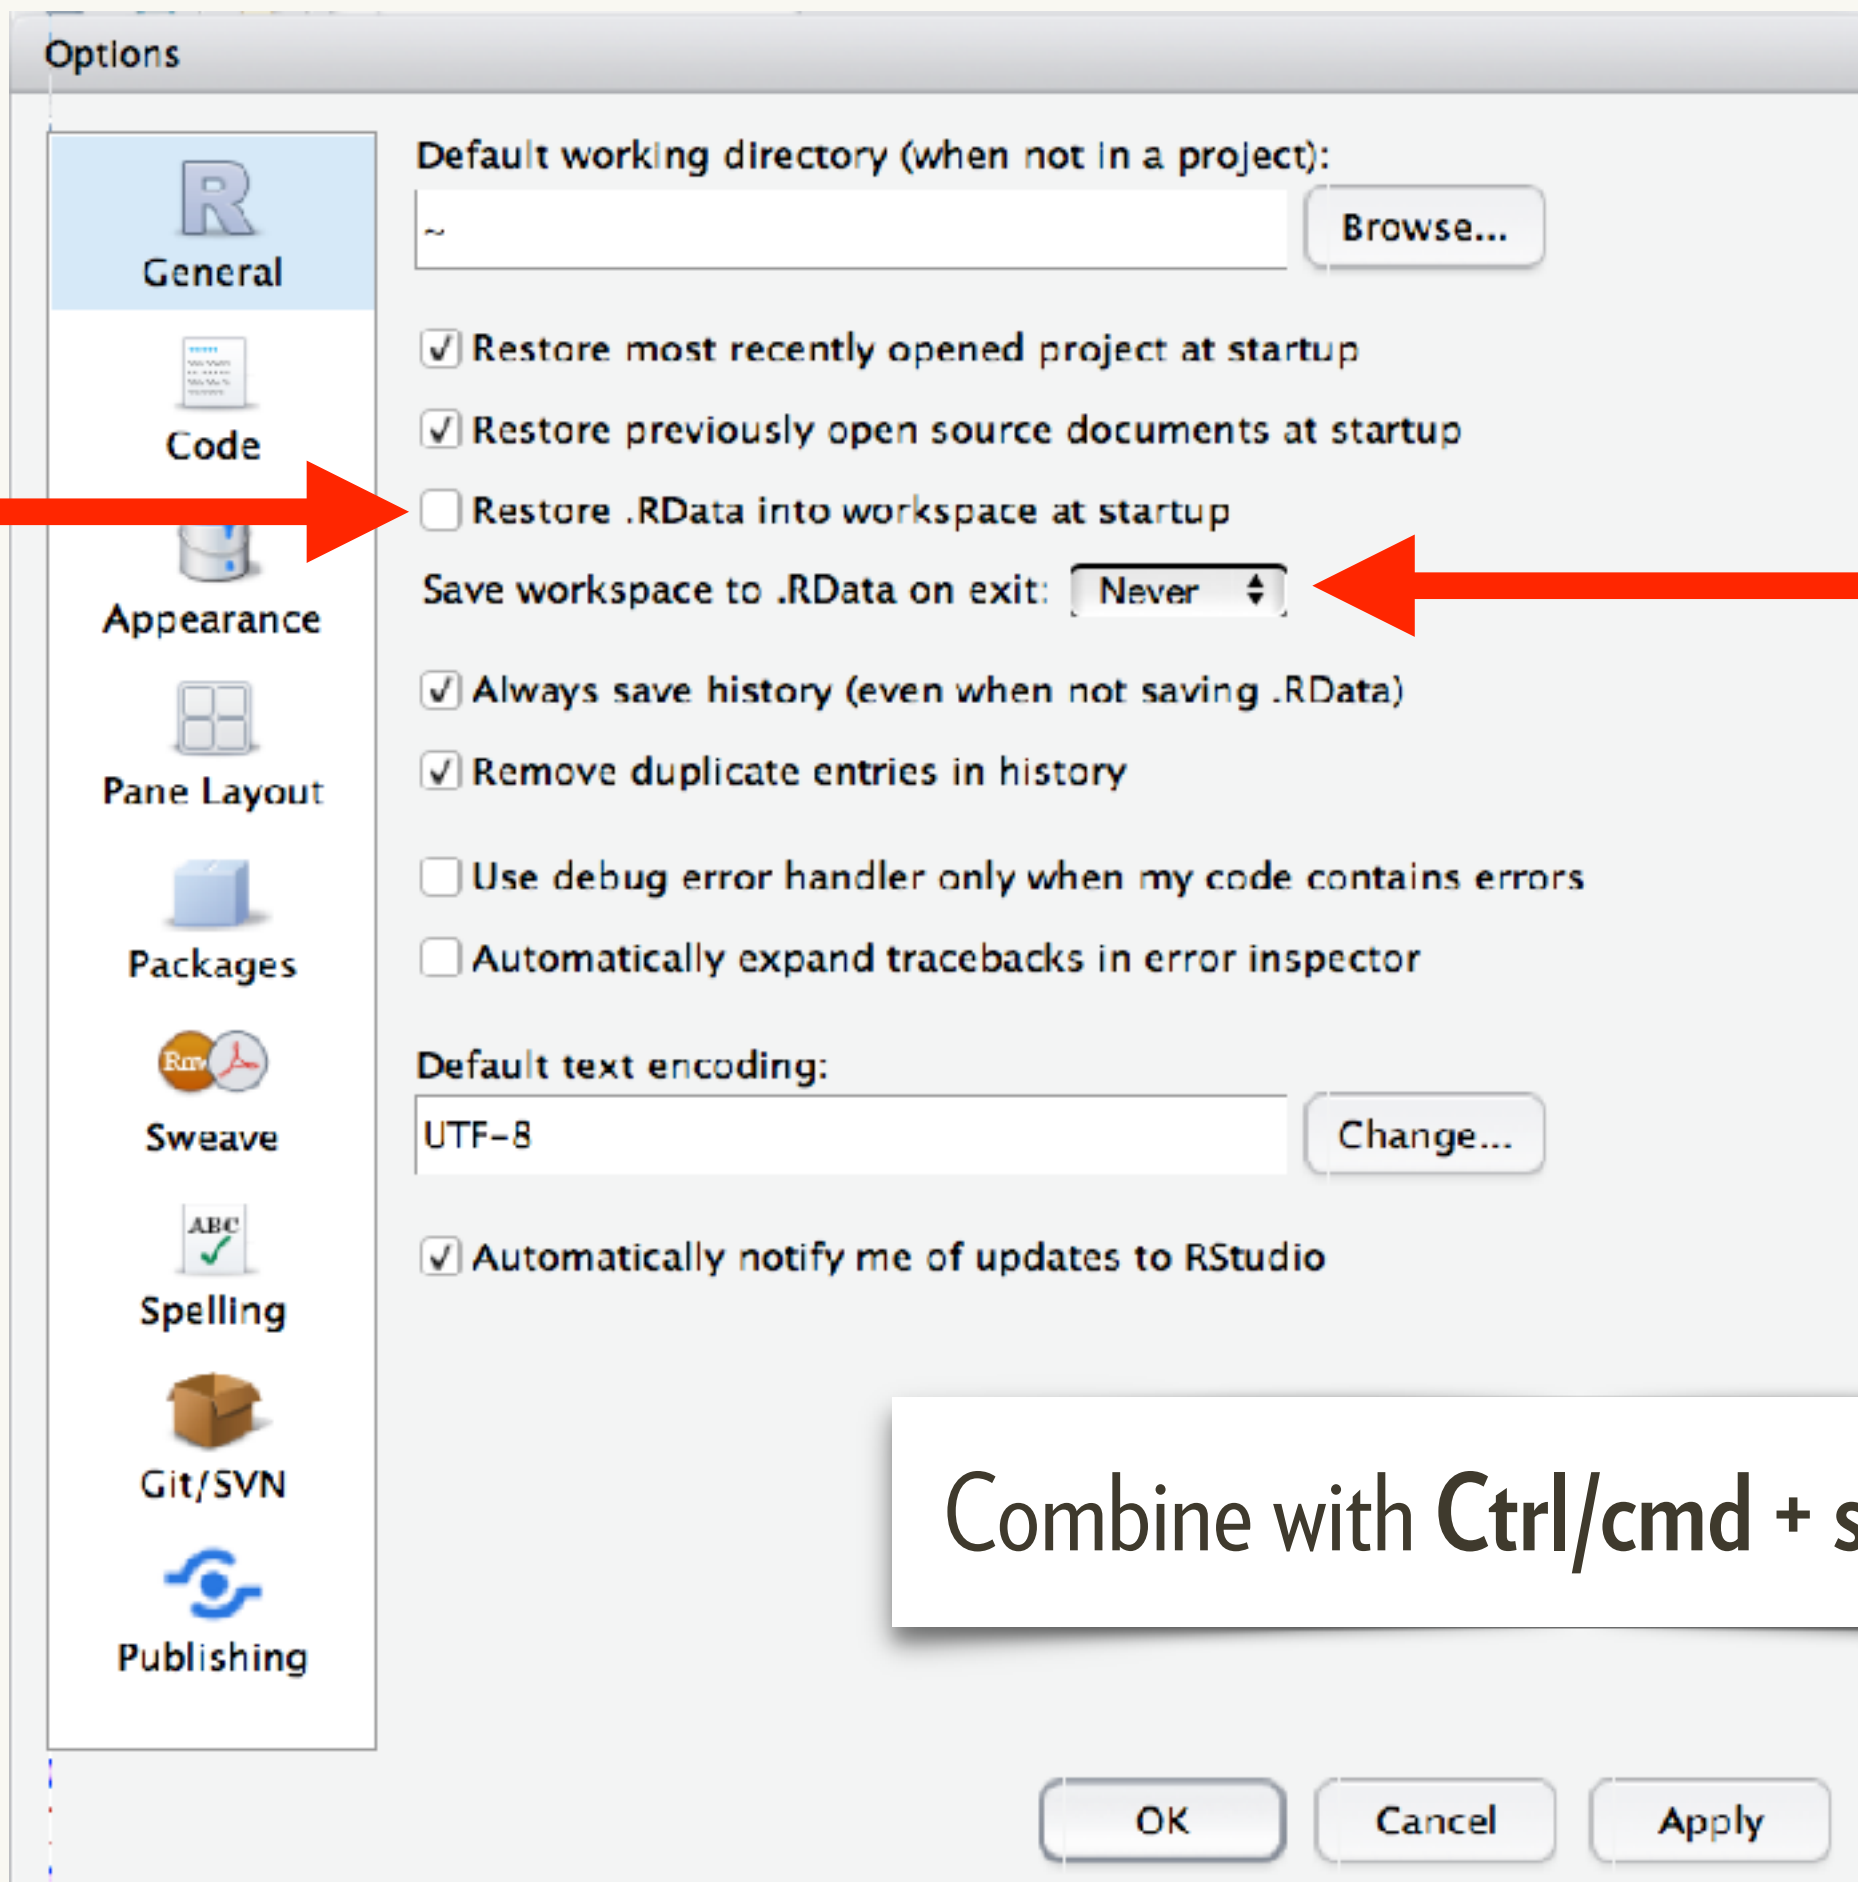 Options
General
Code
Appearance
Pane Layout
Packages
Rnw
Sweave
ABC
Spelling
Git/SVN
Publishing
Default working directory (when not in a project):
~
Browse...
Restore most recently opened project at startup
Restore previously open source documents at startup
Restore .RData into workspace at startup
Save workspace to .RData on exit: Never
Always save history (even when not saving .RData)
Remove duplicate entries in history
Use debug error handler only when my code contains errors
Automatically expand tracebacks in error inspector
Default text encoding:
UTF-8
Change...
Automatically notify me of updates to RStudio
Combine with Ctrl/cmd + s
OK
Cancel
Apply